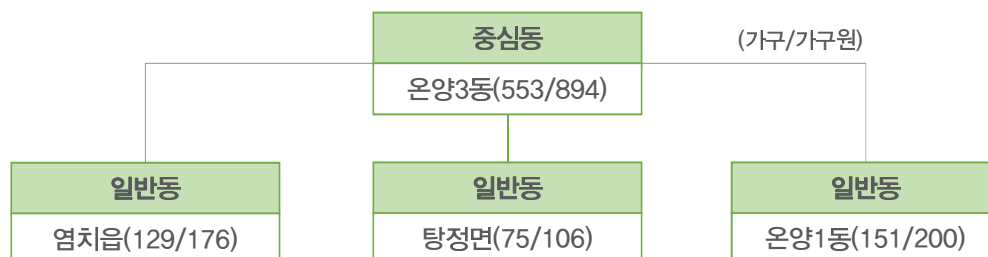 중심동
(가구/가구원)
온양3동(553/894)
일반동
일반동
일반동
염치읍(129/176)
탕정면(75/106)
온양1동(151/200)